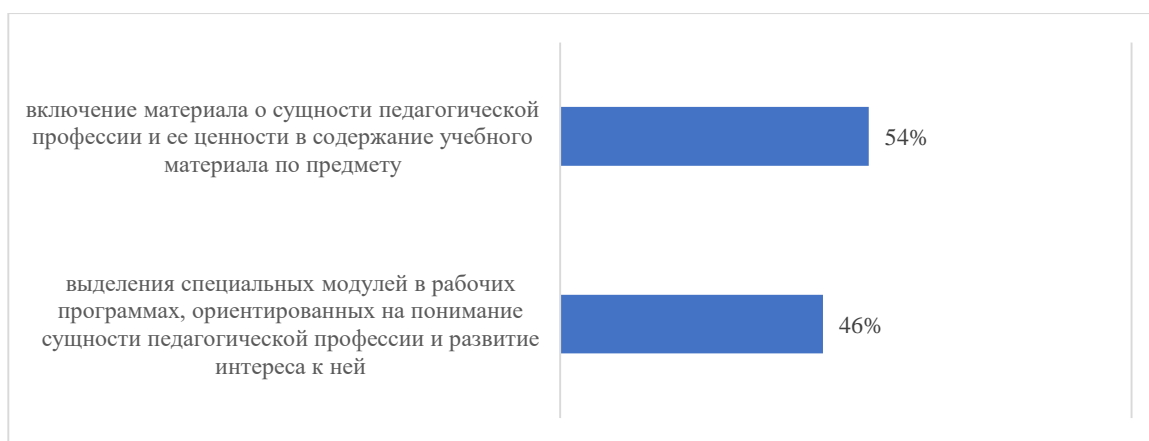 включение материала о сущности педагогической
профессии и ее ценности в содержание учебного
материала по предмету
54%
выделения специальных модулей в рабочих
программах, ориентированных на понимание
сущности педагогической профессии и развитие
интереса к ней
46%